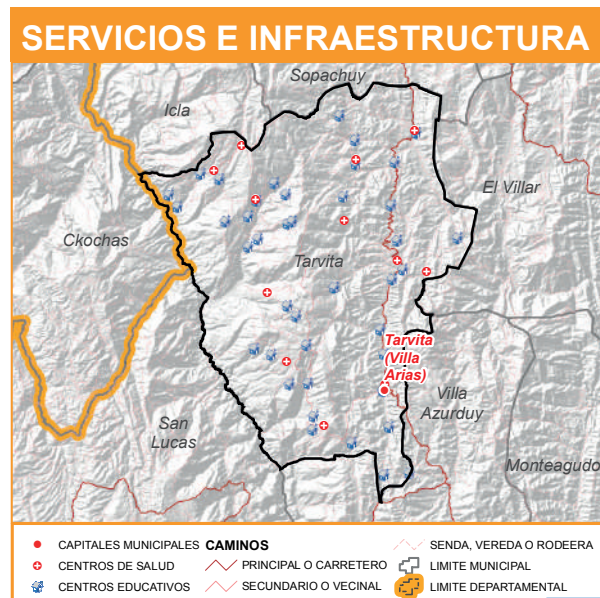 SERVICIOS E INFRAESTRUCTURA
Sopachuy
Icla
El Villar
Ckochas
Tarvita
Tarvita
(Villa
Arias)
Villa
Azurduy
San
Lucas
Monteagudo
CAPITALES MUNICIPALES
CENTROS DE SALUD
CENTROS EDUCATIVOS
CAMINOS
PRINCIPAL O CARRETERO
SECUNDARIO O VECINAL
SENDA, VEREDA O RODEERA
LIMITE MUNICIPAL
LIMITE DEPARTAMENTAL